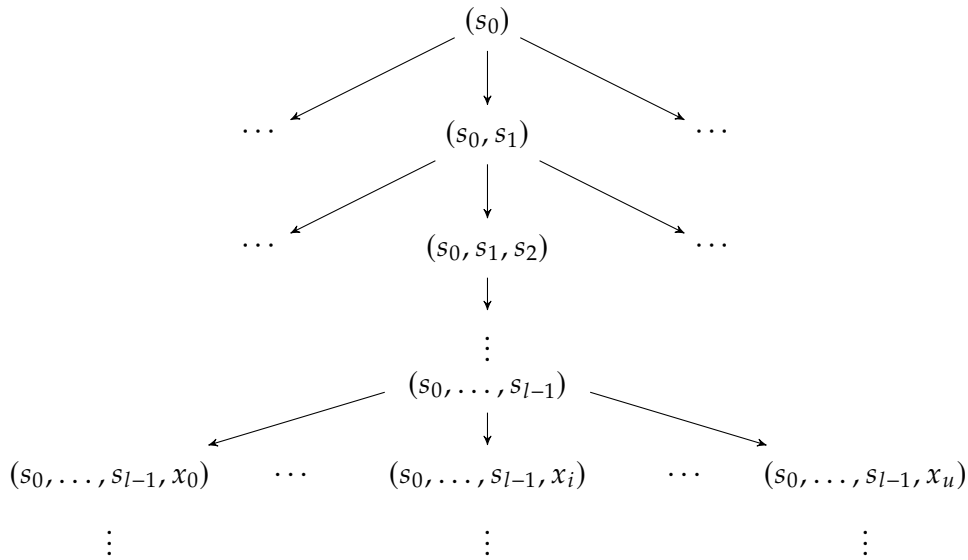 (s₀)
··· (s₀, s₁) ···
··· (s₀, s₁, s₂) ···
⋮
(s₀, . . . , sₗ₋₁)
(s₀, . . . , sₗ₋₁, x₀) ··· (s₀, . . . , sₗ₋₁, xᵢ) ··· (s₀, . . . , sₗ₋₁, xᵤ)
⋮ ⋮ ⋮